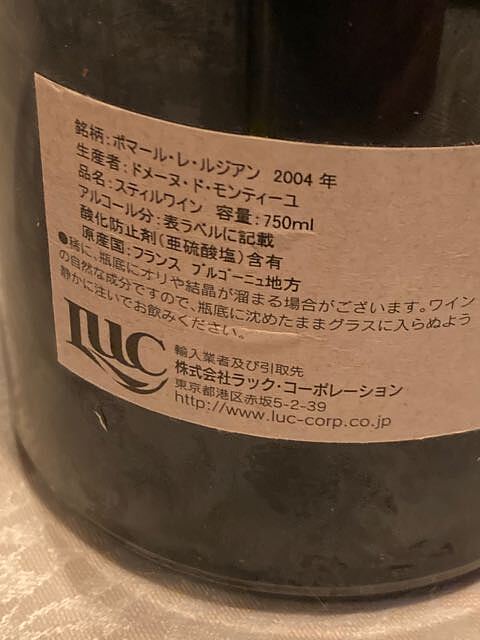 銘柄:ポマール・レ・ルジアン 2004 年
生産者:ドメーヌ・ド・モンティーユ
品名:スティルワイン 容量:750ml
アルコール分:表ラベルに記載
酸化防止剤(亜硫酸塩)含有
原産国:フランス ブルゴーニュ地方
●稀に、瓶底にオリや結晶が溜まる場合がございます。ワイン
の自然な成分ですので、瓶底に沈めたままグラスに入らぬよう
静かに注いでお飲みください。
LUC
輸入業者及び引取先
株式会社ラック・コーポレーション
東京都港区赤坂5-2-39
http://www.luc-corp.co.jp